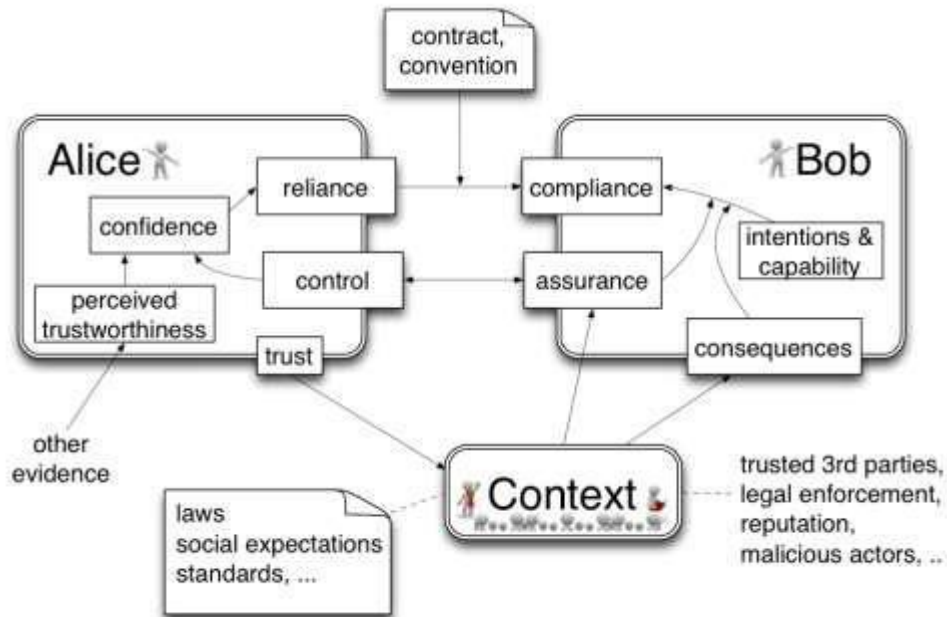 contract,
convention
Alice
reliance
confidence
control
perceived
trustworthiness
trust
other
evidence
Bob
compliance
intentions &
capability
assurance
consequences
Context
laws
social expectations
standards, ...
trusted 3rd parties,
legal enforcement,
reputation,
malicious actors, ..